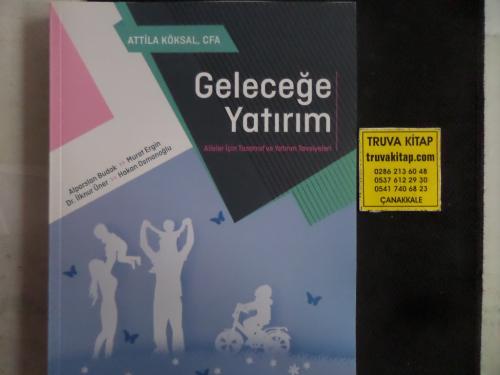 ATTİLA KÖKSAL, CFA
Geleceğe
Yatırım
Aileler İçin Tasarruf ve Yatırım Tavsiyeleri
Alparslan Budak >> Murat Ergin
Dr. İlknur Üner >> Hakan Osmanoğlu
TRUVA KİTAP
truvakitap.com
0286 213 60 48
0537 612 29 30
0541 740 68 23
ÇANAKKALE